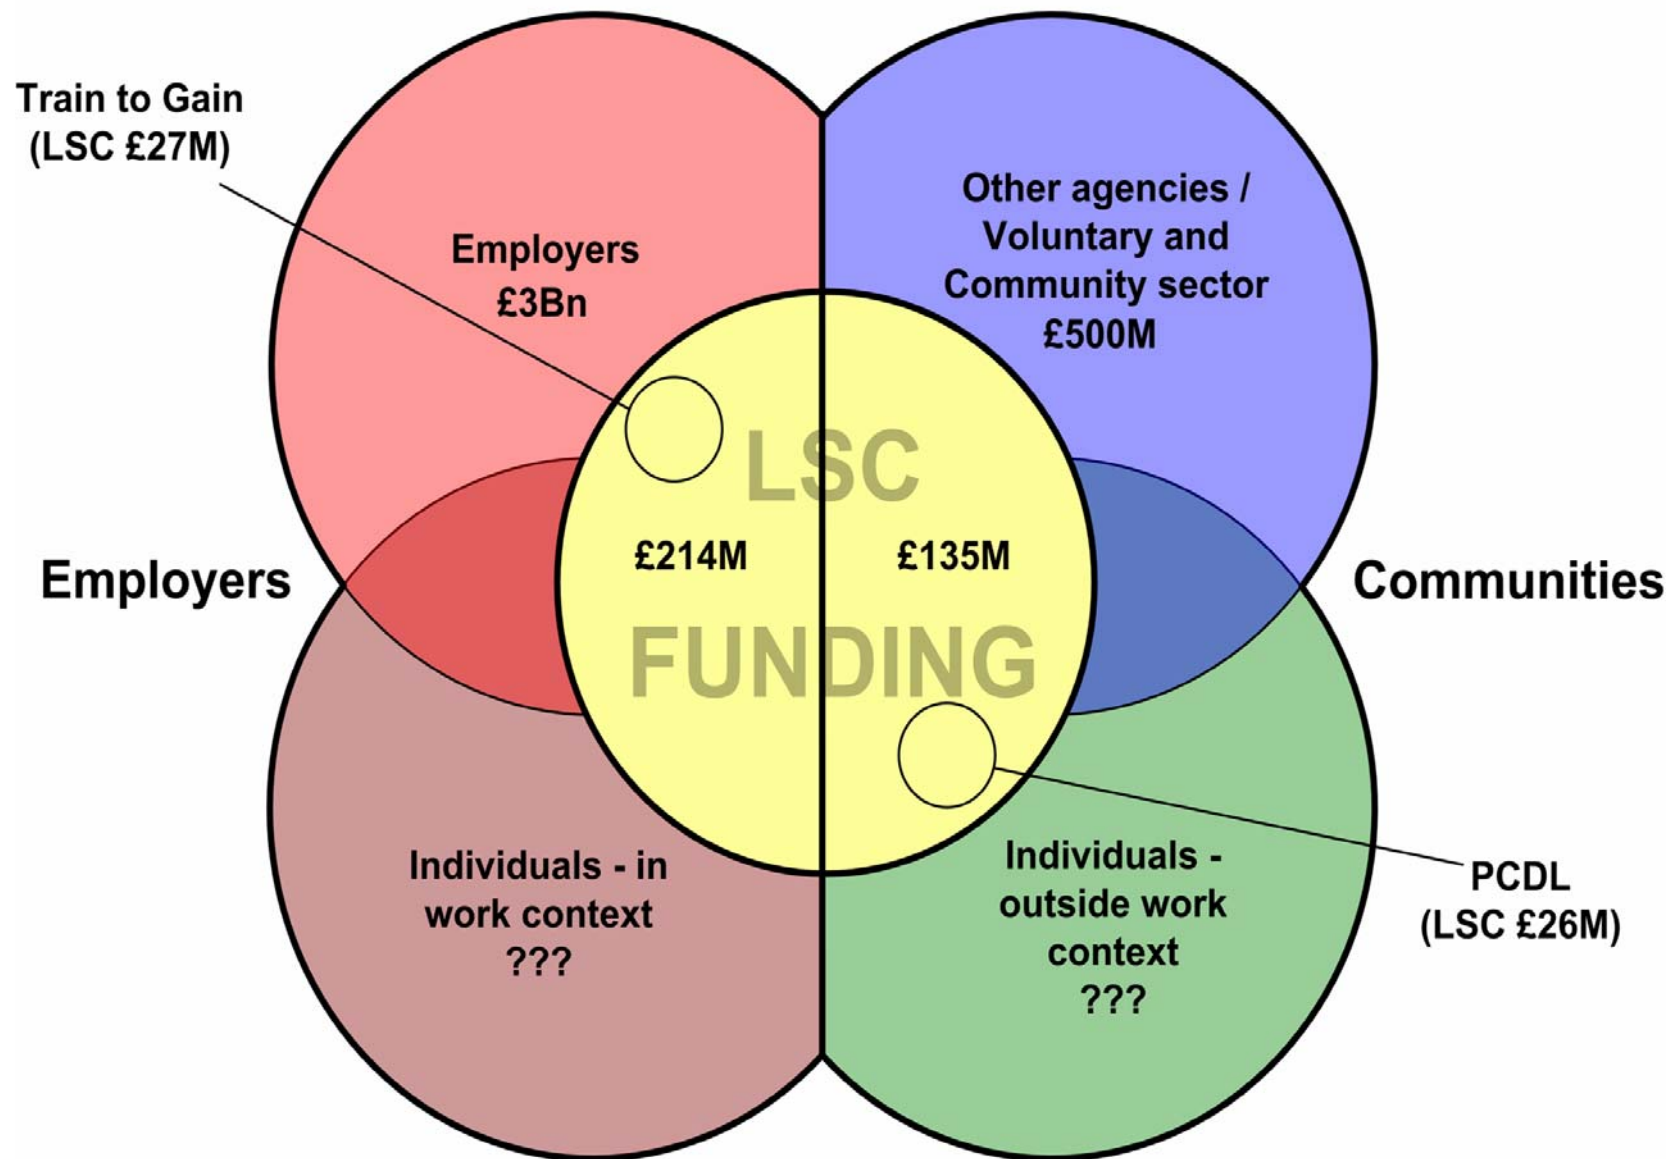 Train to Gain
(LSC £27M)
Employers
£3Bn
Other agencies /
Voluntary and
Community sector
£500M
LSC
£214M
£135M
FUNDING
Employers
Communities
Individuals - in
work context
???
Individuals -
outside work
context
???
PCDL
(LSC £26M)